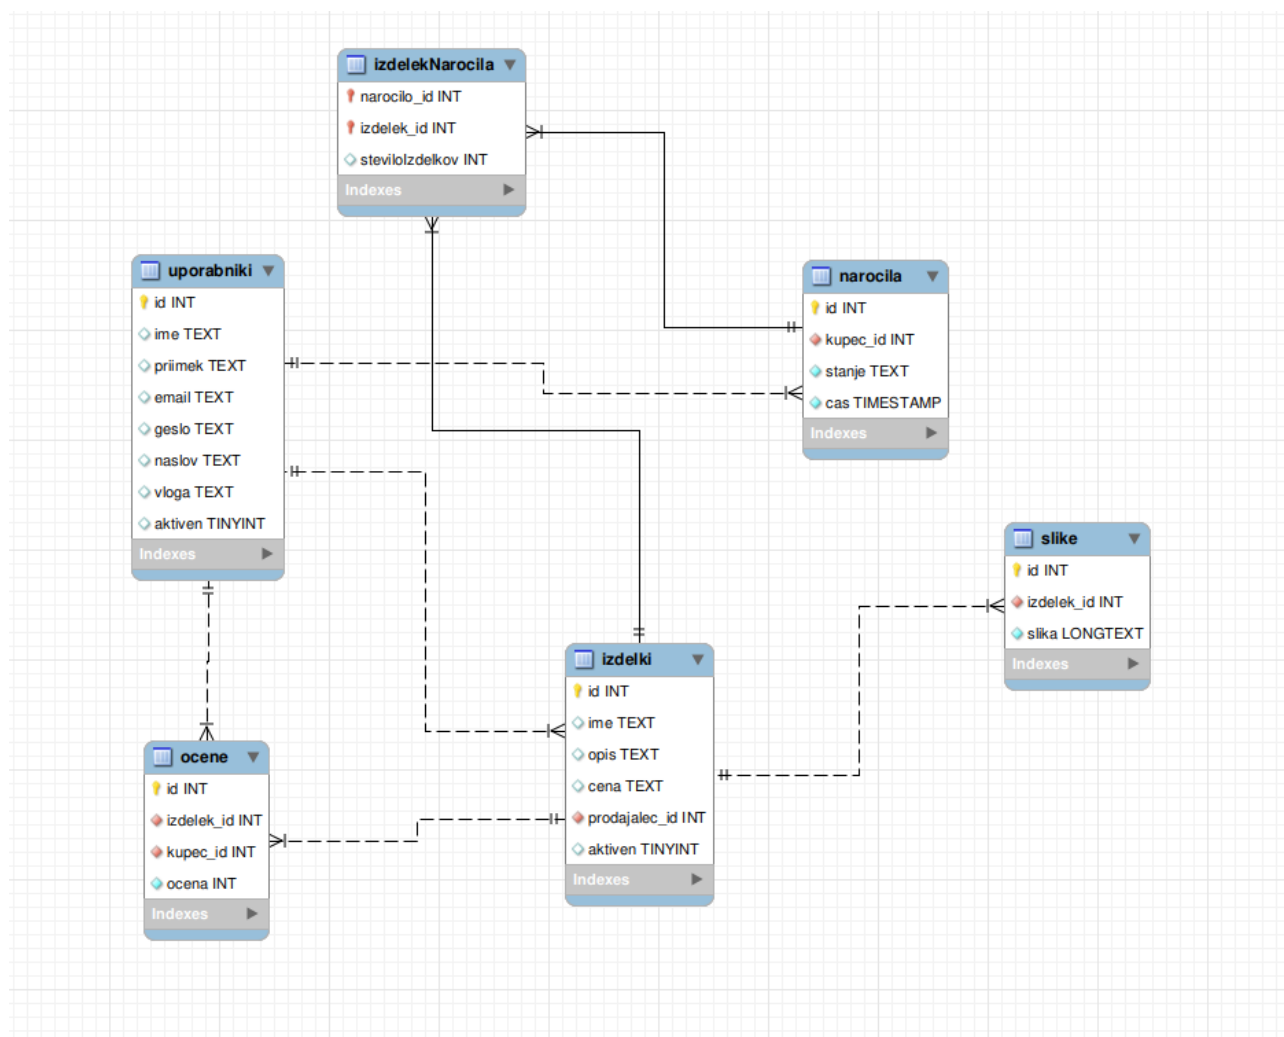 izdelekNarocila
narocilo_id INT
izdelek_id INT
steviloIzdelkov INT
Indexes
uporabniki
id INT
ime TEXT
priimek TEXT
email TEXT
geslo TEXT
naslov TEXT
vloga TEXT
aktiven TINYINT
Indexes
narocila
id INT
kupec_id INT
stanje TEXT
cas TIMESTAMP
Indexes
slike
id INT
izdelek_id INT
slika LONGTEXT
Indexes
izdelki
id INT
ime TEXT
opis TEXT
cena TEXT
prodajalec_id INT
aktiven TINYINT
Indexes
ocene
id INT
izdelek_id INT
kupec_id INT
ocena INT
Indexes